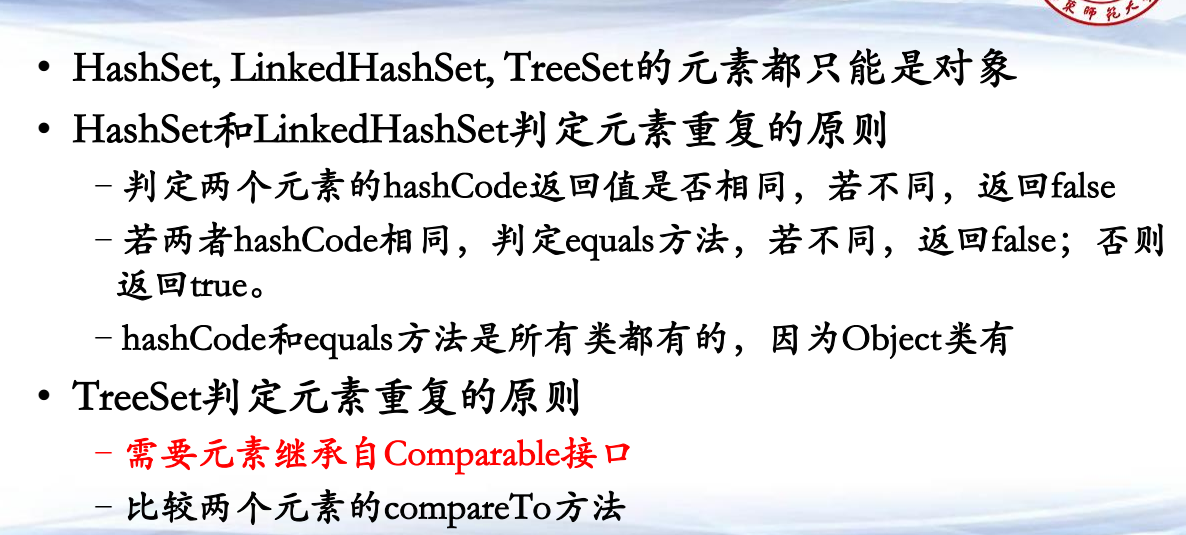 • HashSet, LinkedHashSet, TreeSet的元素都只能是对象
• HashSet和LinkedHashSet判定元素重复的原则
– 判定两个元素的hashCode返回值是否相同，若不同，返回false
– 若两者hashCode相同，判定equals方法，若不同，返回false；否则
返回true。
– hashCode和equals方法是所有类都有的，因为Object类有
• TreeSet判定元素重复的原则
– 需要元素继承自Comparable接口
– 比较两个元素的compareTo方法